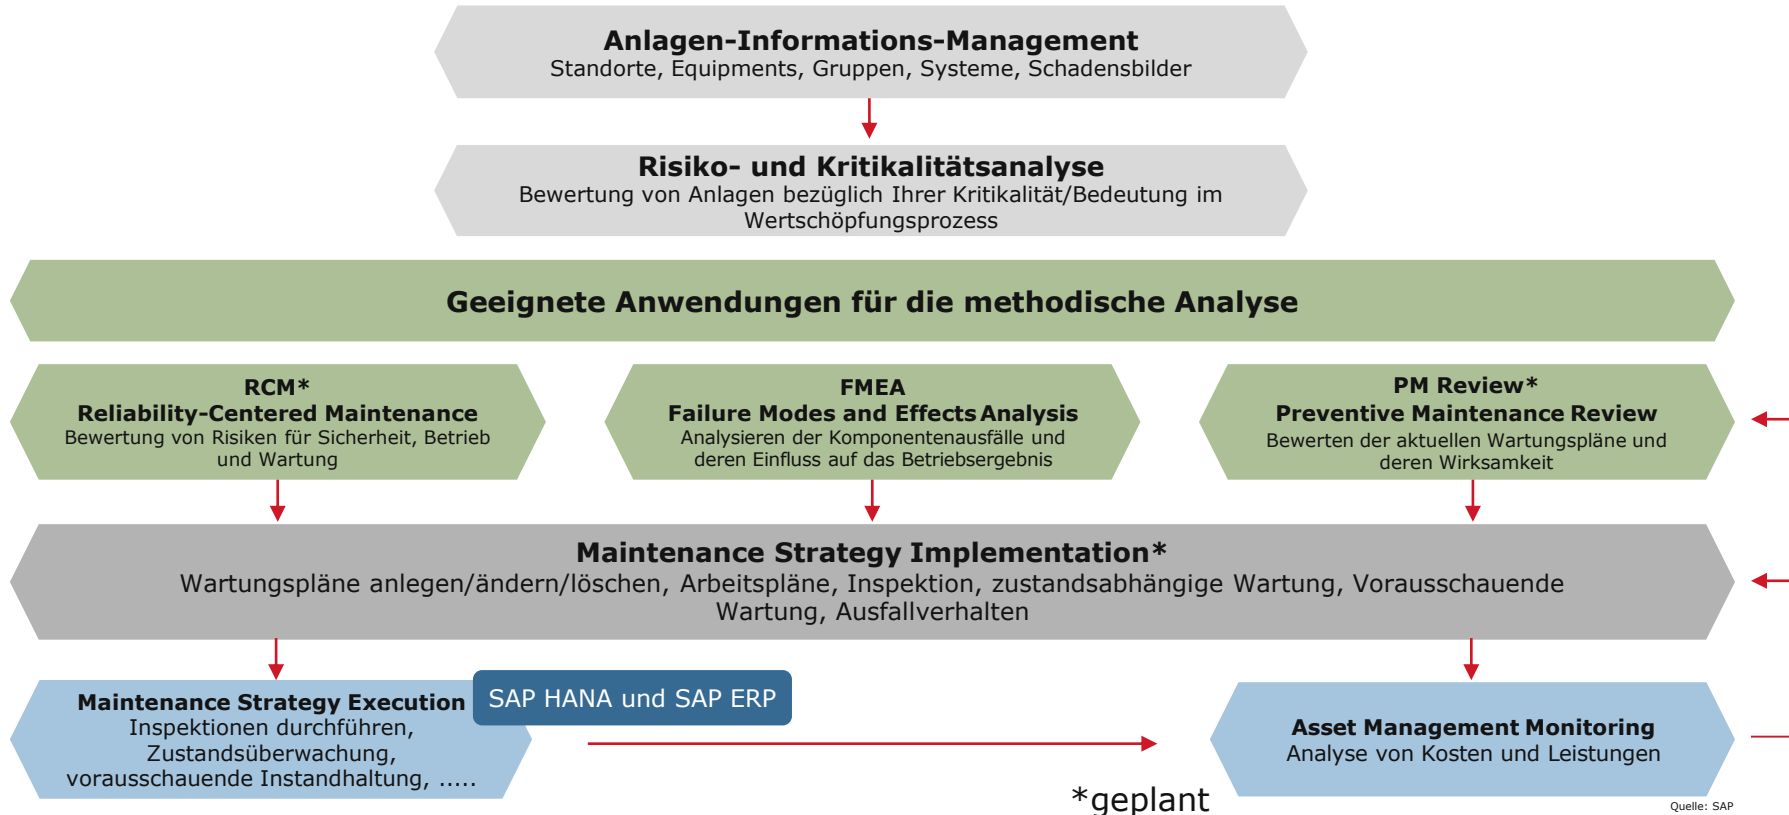 Anlagen-Informations-Management
Standorte, Equipments, Gruppen, Systeme, Schadensbilder
Risiko- und Kritikalitätsanalyse
Bewertung von Anlagen bezüglich Ihrer Kritikalität/Bedeutung im
Wertschöpfungsprozess
Geeignete Anwendungen für die methodische Analyse
RCM*
Reliability-Centered Maintenance
Bewertung von Risiken für Sicherheit, Betrieb
und Wartung
FMEA
Failure Modes and Effects Analysis
Analysieren der Komponentenausfälle und
deren Einfluss auf das Betriebsergebnis
PM Review*
Preventive Maintenance Review
Bewerten der aktuellen Wartungspläne und
deren Wirksamkeit
Maintenance Strategy Implementation*
Wartungspläne anlegen/ändern/löschen, Arbeitspläne, Inspektion, zustandsabhängige Wartung, Vorausschauende
Wartung, Ausfallverhalten
Maintenance Strategy Execution
Inspektionen durchführen,
Zustandsüberwachung,
vorausschauende Instandhaltung, .....
SAP HANA und SAP ERP
Asset Management Monitoring
Analyse von Kosten und Leistungen
*geplant
Quelle: SAP